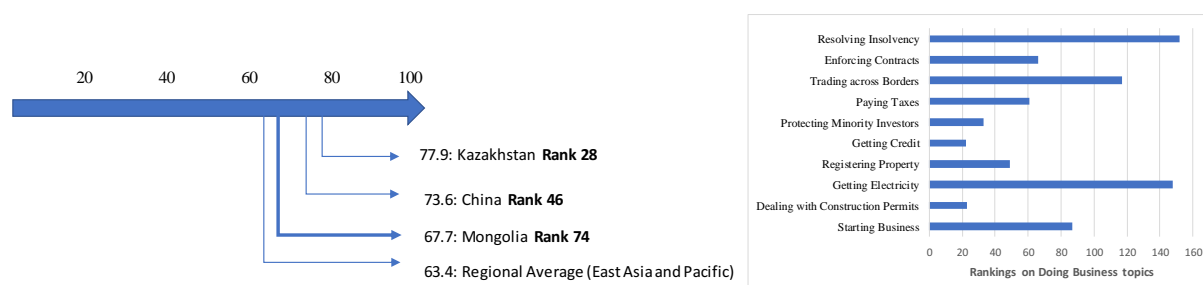 20 40 60 80 100
77.9: Kazakhstan Rank 28
73.6: China Rank 46
67.7: Mongolia Rank 74
63.4: Regional Average (East Asia and Pacific)
Resolving Insolvency
Enforcing Contracts
Trading across Borders
Paying Taxes
Protecting Minority Investors
Getting Credit
Registering Property
Getting Electricity
Dealing with Construction Permits
Starting Business
0 20 40 60 80 100 120 140 160
Rankings on Doing Business topics